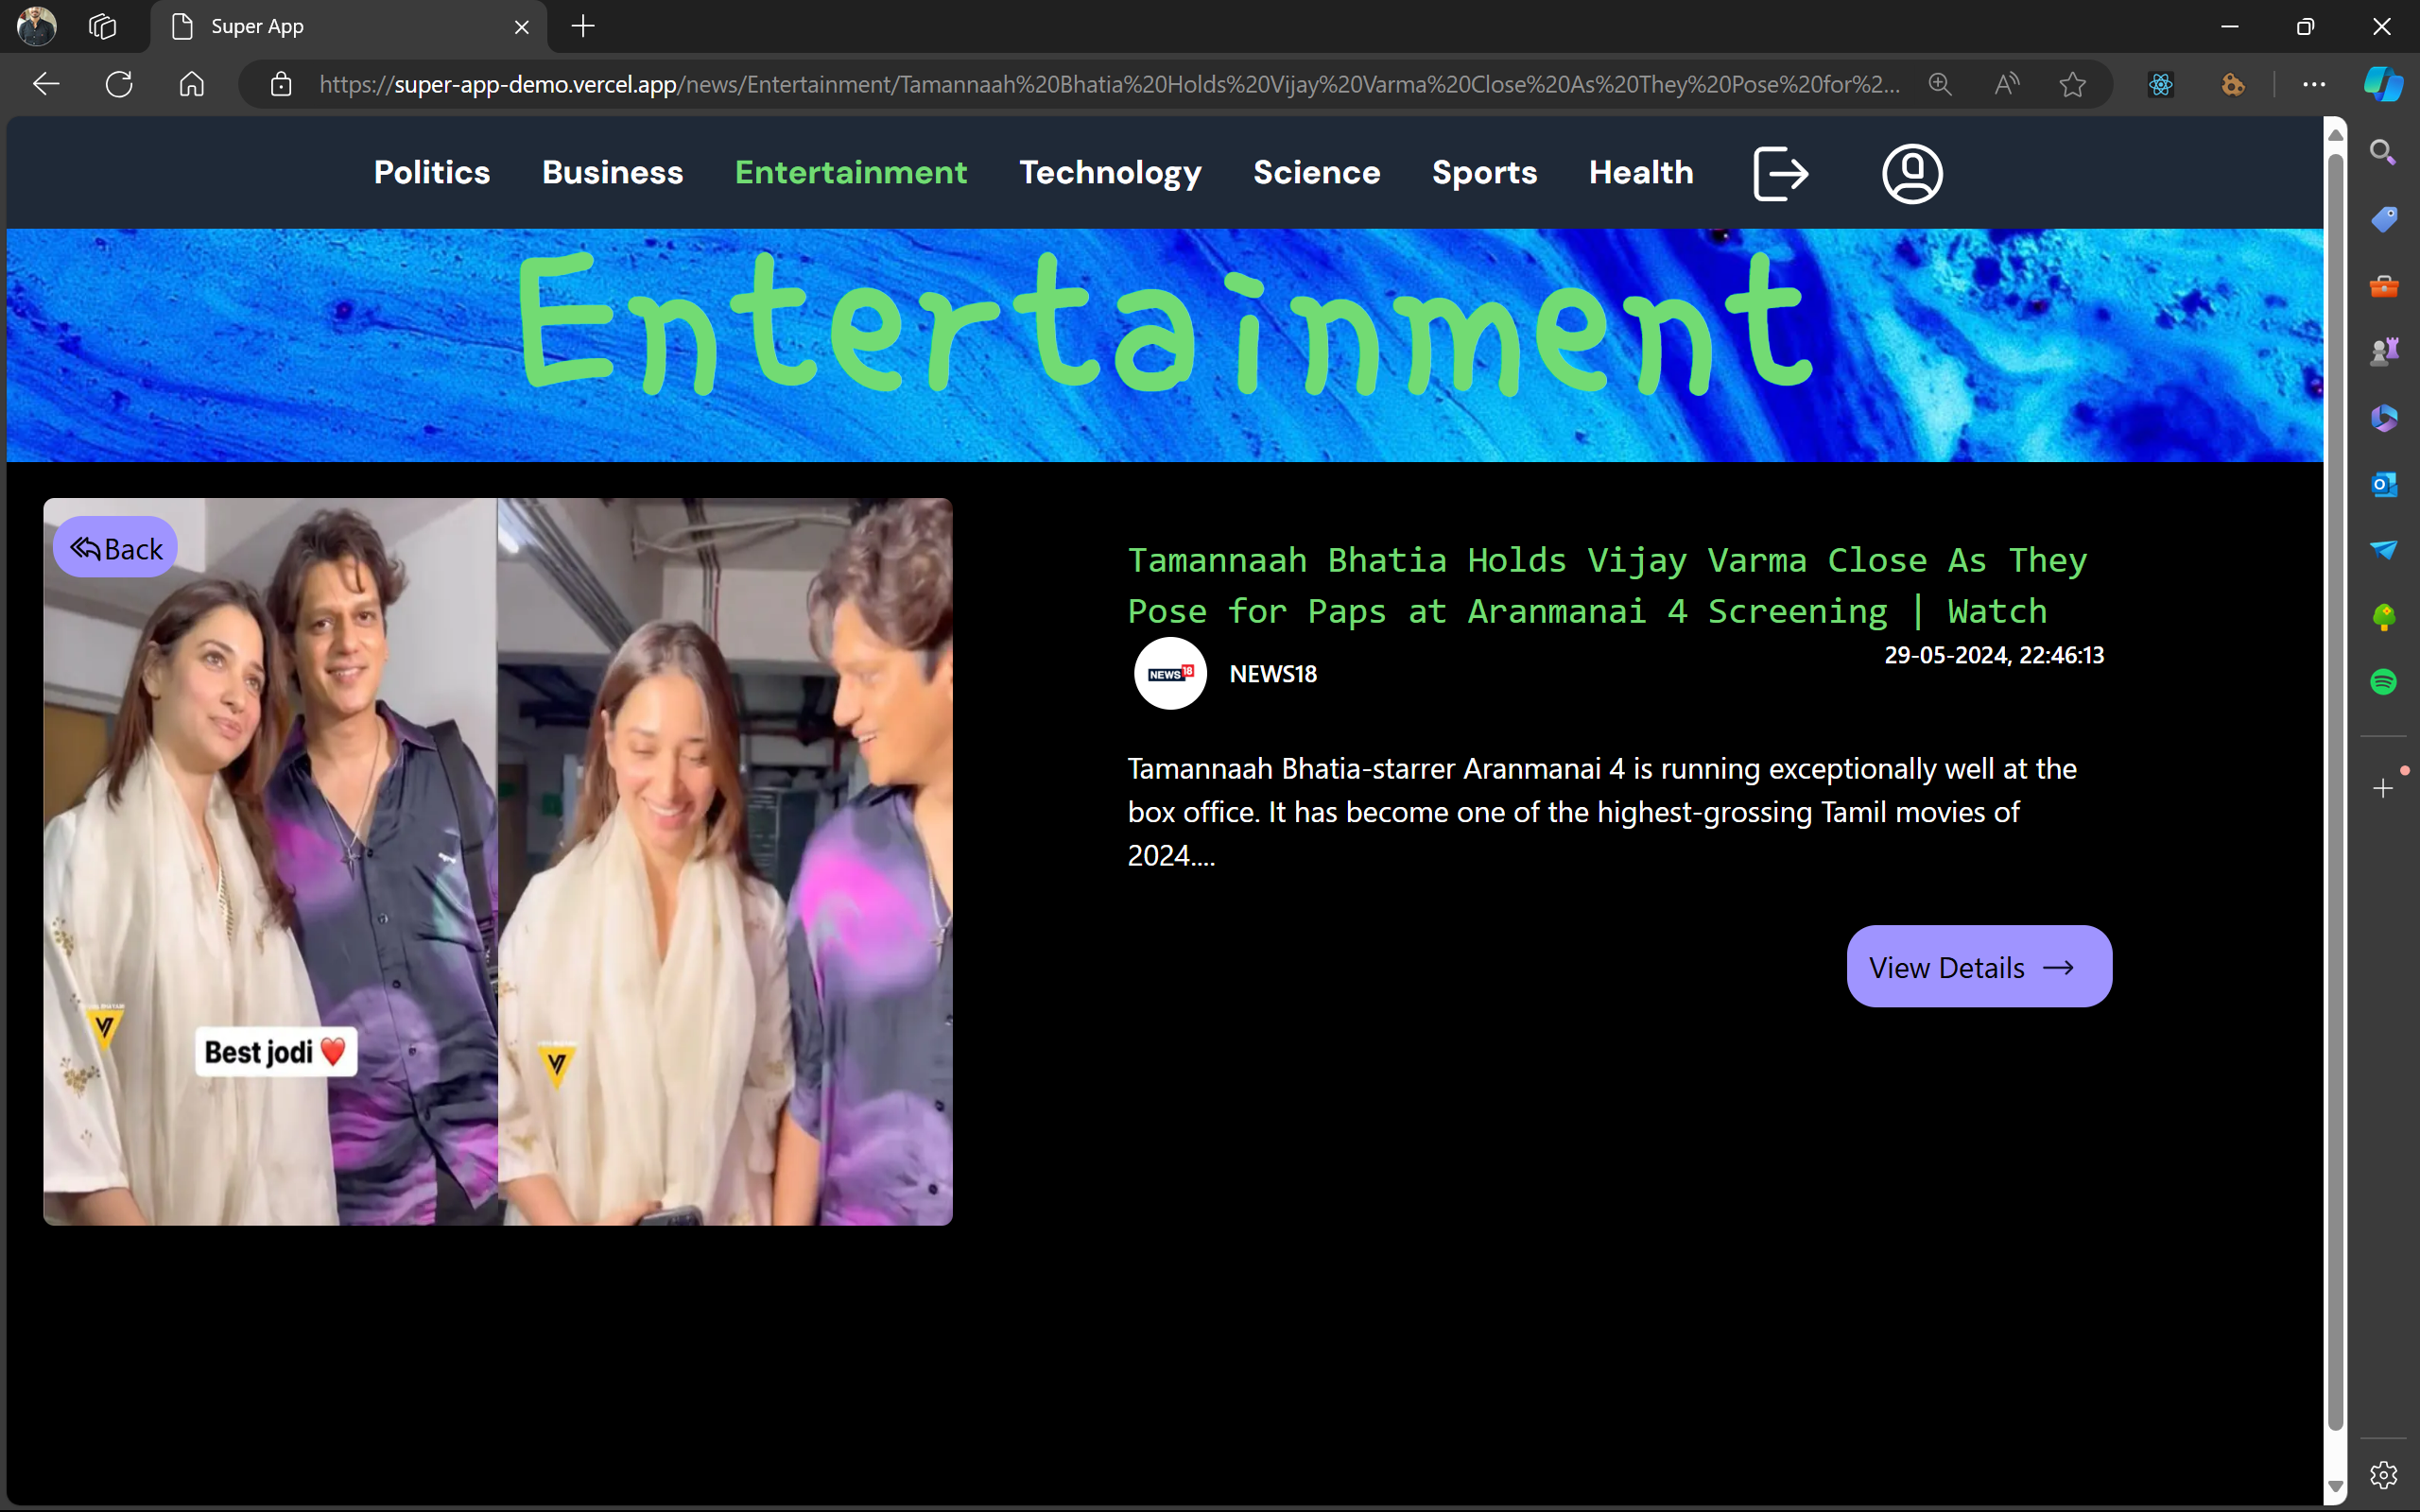 Super App
https://super-app-demo.vercel.app/news/Entertainment/Tamannaah%20Bhatia%20Holds%20Vijay%20Varma%20Close%20As%20They%20Pose%20for%2...
Politics Business Entertainment Technology Science Sports Health
Entertainment
Back
Best jodi ❤️
Tamannaah Bhatia Holds Vijay Varma Close As They
Pose for Paps at Aranmanai 4 Screening | Watch
29-05-2024, 22:46:13
NEWS18
NEWS18
Tamannaah Bhatia-starrer Aranmanai 4 is running exceptionally well at the
box office. It has become one of the highest-grossing Tamil movies of
2024....
View Details →